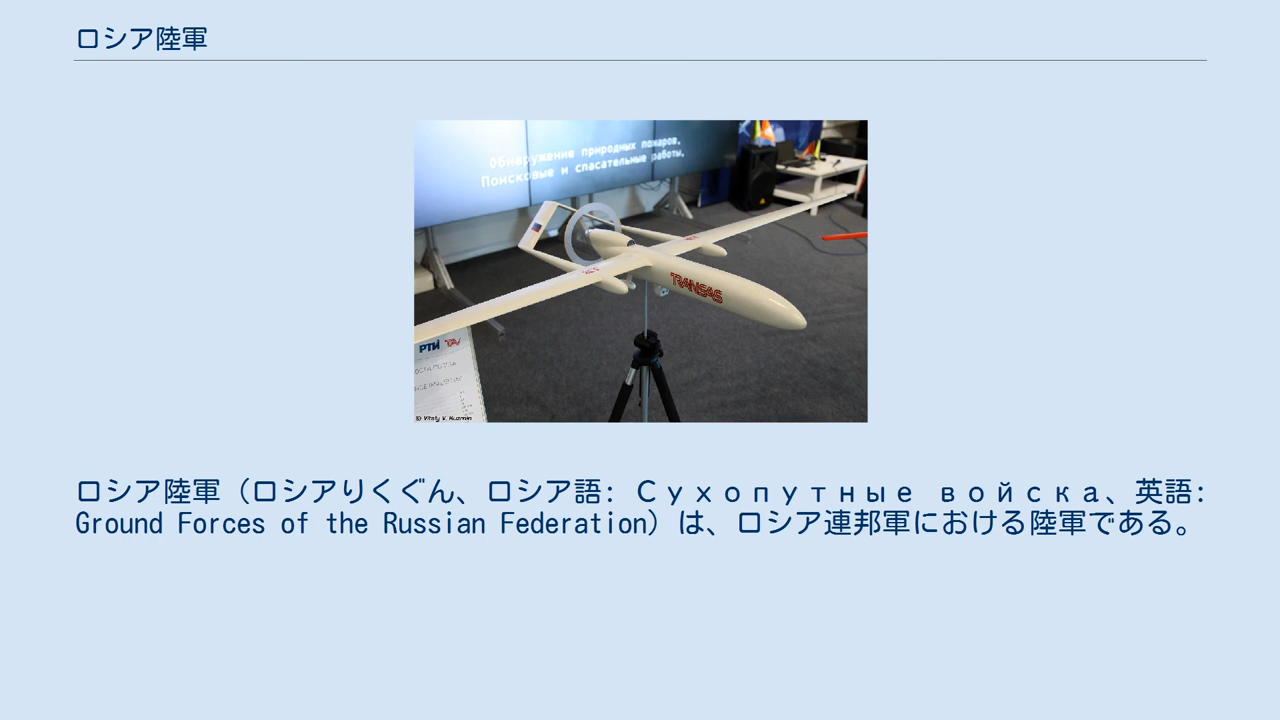 ロシア陸軍
Обнаружение природных пожаров.
Поисковые и спасательные работы.
TRANSAS
РТИ
© Vitaly V. Kuzmin
ロシア陸軍（ロシアりくぐん、ロシア語: Сухопутные войска、英語:
Ground Forces of the Russian Federation）は、ロシア連邦軍における陸軍である。